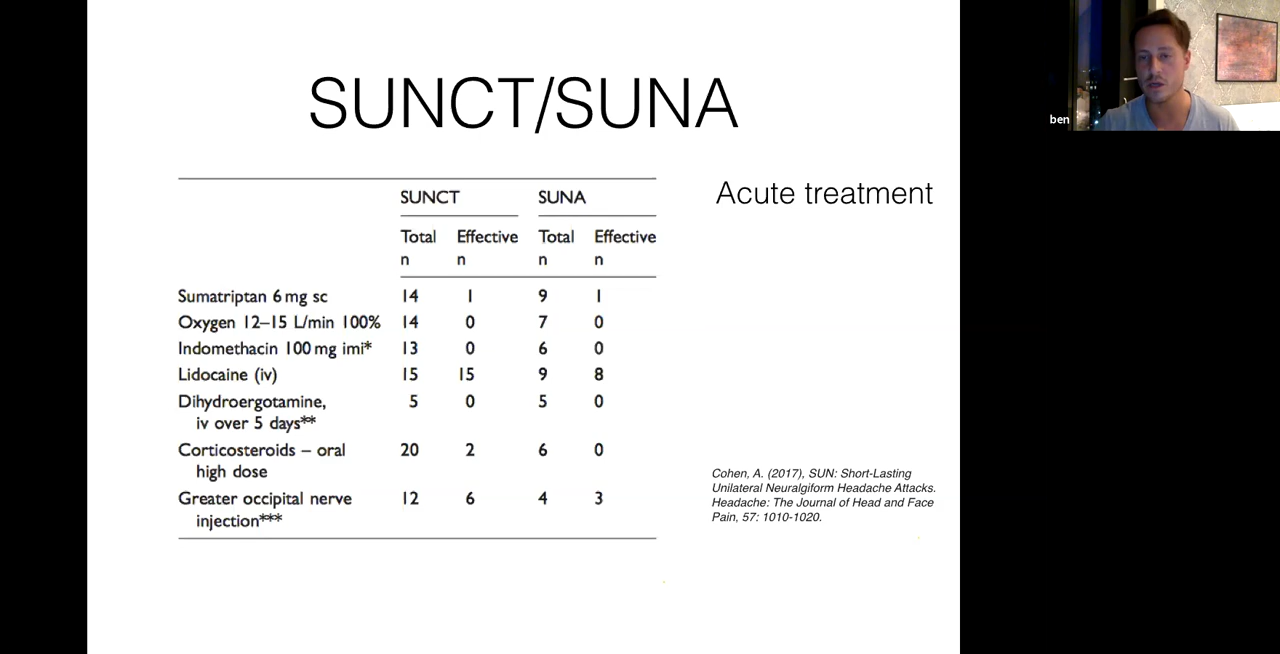 SUNCT/SUNA
SUNCT SUNA
Total Effective Total Effective
n n n n
Sumatriptan 6 mg sc 14 1 9 1
Oxygen 12–15 L/min 100% 14 0 7 0
Indomethacin 100 mg imi* 13 0 6 0
Lidocaine (iv) 15 15 9 8
Dihydroergotamine, 5 0 5 0
iv over 5 days**
Corticosteroids – oral 20 2 6 0
high dose
Greater occipital nerve 12 6 4 3
injection***
Acute treatment
Cohen, A. (2017), SUN: Short-Lasting
Unilateral Neuralgiform Headache Attacks.
Headache: The Journal of Head and Face
Pain, 57: 1010-1020.
ben